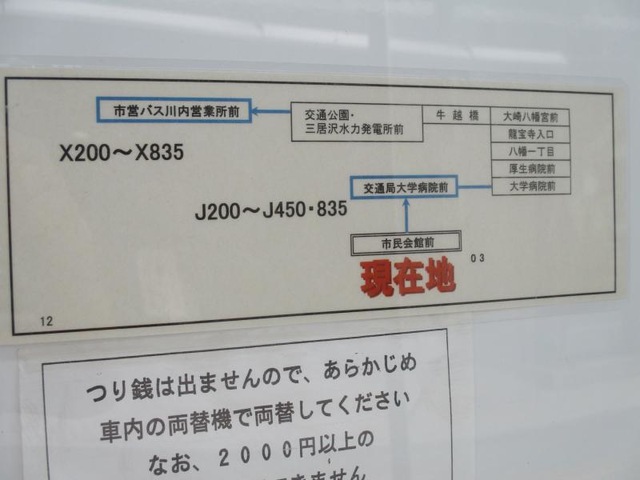 市営バス川内営業所前
交通公園・
三居沢水力発電所前
牛越橋
大崎八幡宮前
龍宝寺入口
八幡一丁目
厚生病院前
大学病院前
X200～X835
交通局大学病院前
J200～J450・835
市民会館前
03
現在地
12
つり銭は出ませんので、あらかじめ
車内の両替機で両替してください
なお、2000円以上の
できません